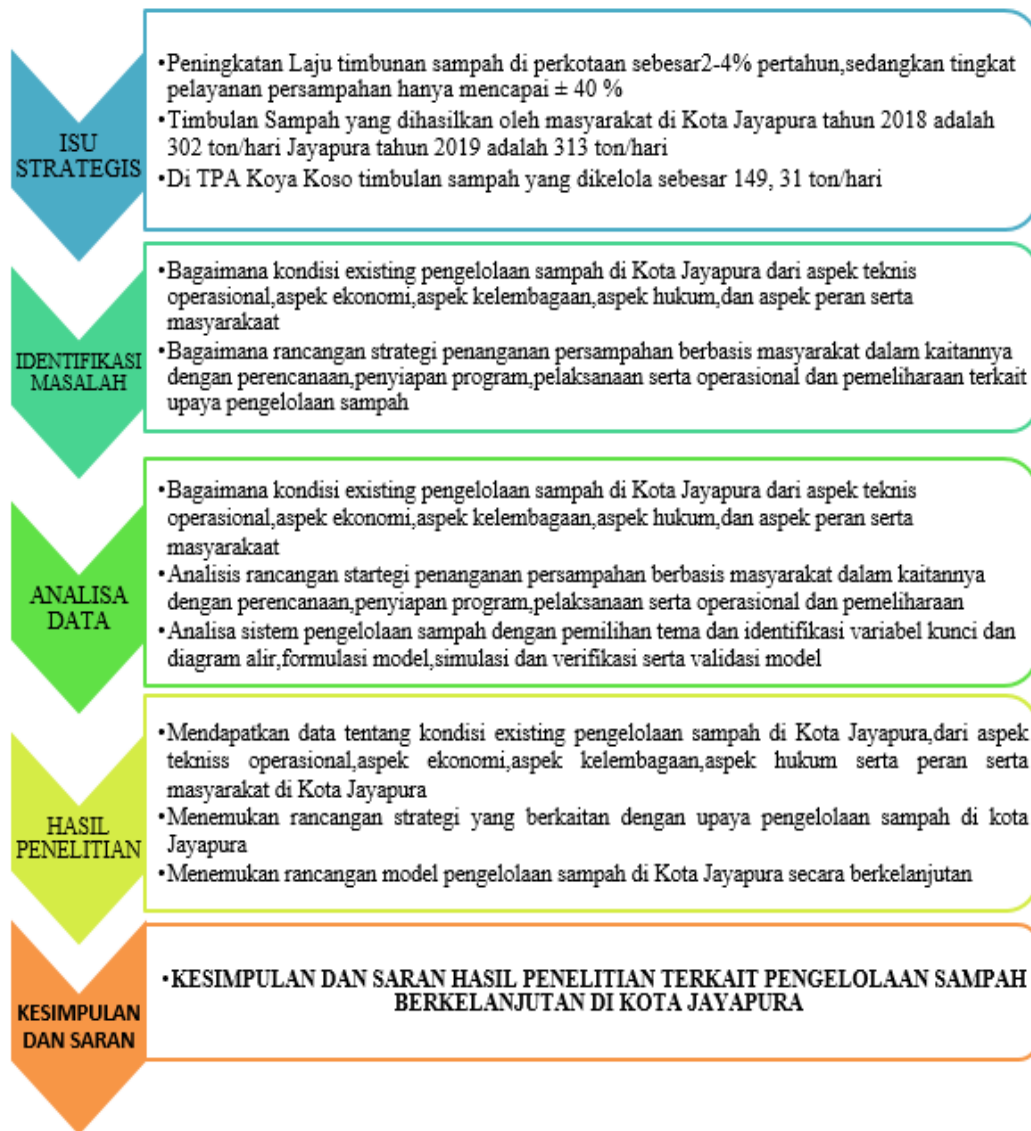 ISU
STRATEGIS
•Peningkatan Laju timbunan sampah di perkotaan sebesar2-4% pertahun,sedangkan tingkat
pelayanan persampahan hanya mencapai ± 40 %
•Timbulan Sampah yang dihasilkan oleh masyarakat di Kota Jayapura tahun 2018 adalah
302 ton/hari Jayapura tahun 2019 adalah 313 ton/hari
•Di TPA Koya Koso timbulan sampah yang dikelola sebesar 149, 31 ton/hari
IDENTIFIKASI
MASALAH
•Bagaimana kondisi existing pengelolaan sampah di Kota Jayapura dari aspek teknis
operasional,aspek ekonomi,aspek kelembagaan,aspek hukum,dan aspek peran serta
masyarakaat
•Bagaimana rancangan strategi penanganan persampahan berbasis masyarakat dalam kaitannya
dengan perencanaan,penyiapan program,pelaksanaan serta operasional dan pemeliharaan terkait
upaya pengelolaan sampah
ANALISA
DATA
•Bagaimana kondisi existing pengelolaan sampah di Kota Jayapura dari aspek teknis
operasional,aspek ekonomi,aspek kelembagaan,aspek hukum,dan aspek peran serta
masyarakaat
•Analisis rancangan startegi penanganan persampahan berbasis masyarakat dalam kaitannya
dengan perencanaan,penyiapan program,pelaksanaan serta operasional dan pemeliharaan
•Analisa sistem pengelolaan sampah dengan pemilihan tema dan identifikasi variabel kunci dan
diagram alir,formulasi model,simulasi dan verifikasi serta validasi model
HASIL
PENELITIAN
•Mendapatkan data tentang kondisi existing pengelolaan sampah di Kota Jayapura,dari aspek
tekniss operasional,aspek ekonomi,aspek kelembagaan,aspek hukum serta peran serta
masyarakat di Kota Jayapura
•Menemukan rancangan strategi yang berkaitan dengan upaya pengelolaan sampah di kota
Jayapura
•Menemukan rancangan model pengelolaan sampah di Kota Jayapura secara berkelanjutan
KESIMPULAN
DAN SARAN
•KESIMPULAN DAN SARAN HASIL PENELITIAN TERKAIT PENGELOLAAN SAMPAH
BERKELANJUTAN DI KOTA JAYAPURA